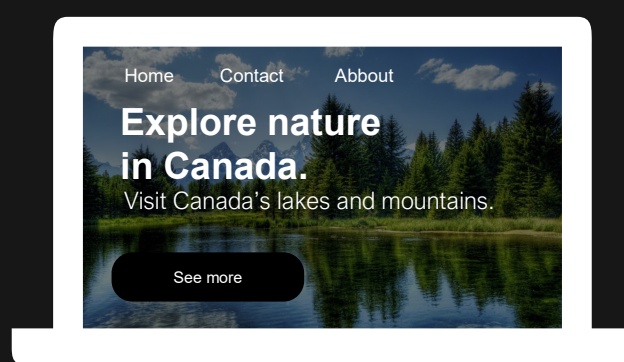 Home Contact Abbout
Explore nature
in Canada.
Visit Canada’s lakes and mountains.
See more